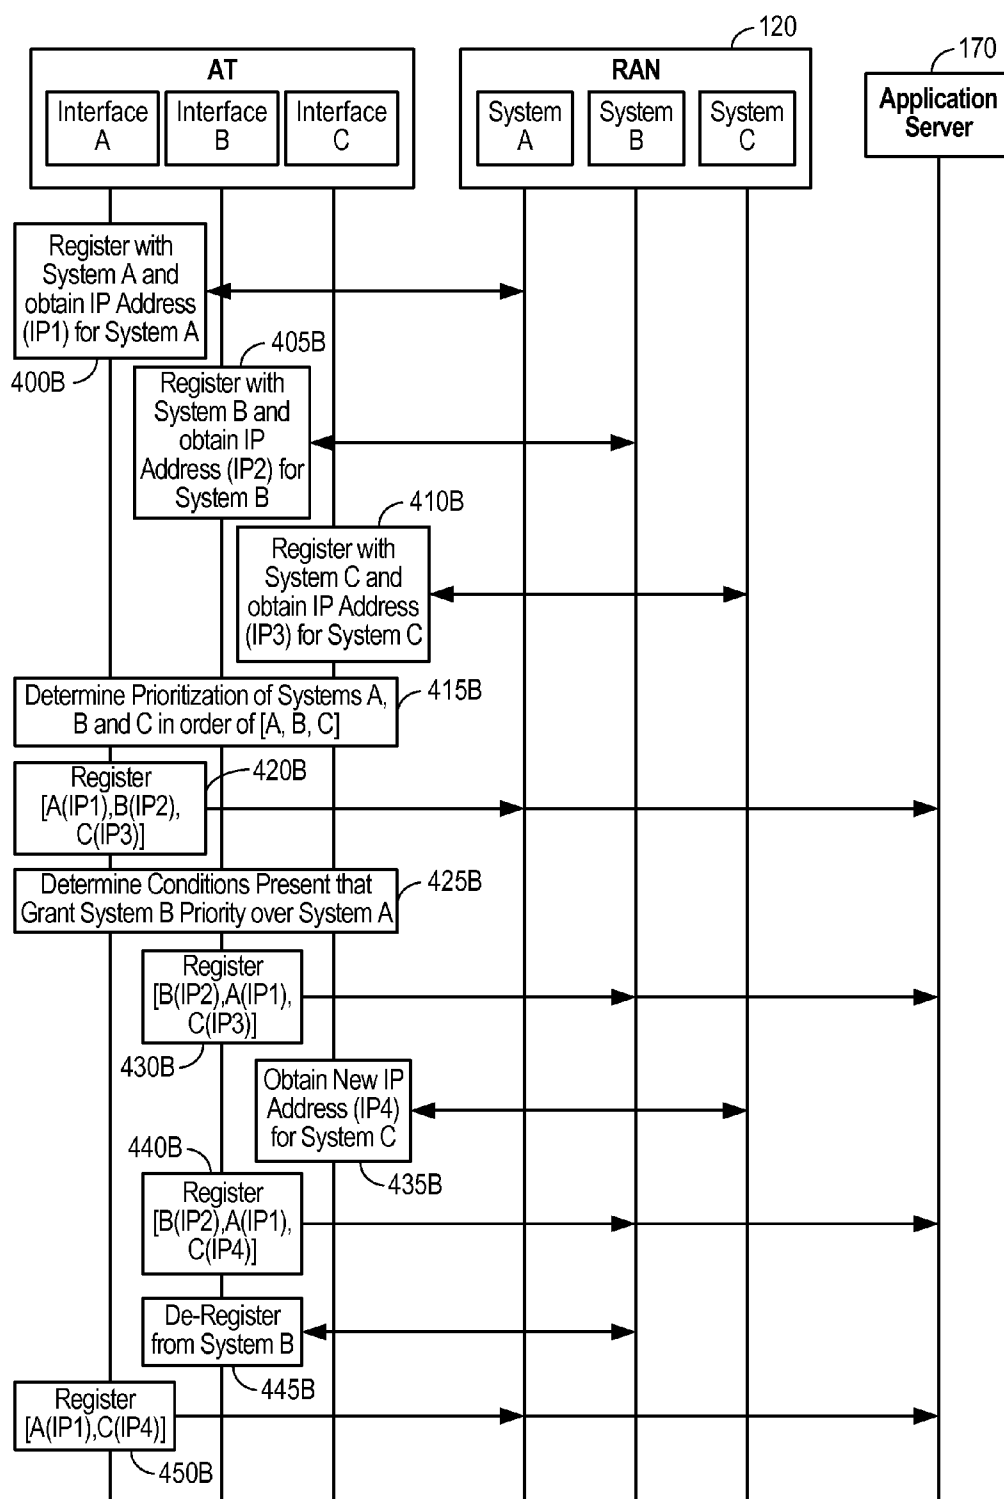 120
170
AT
RAN
Application
Server
Interface
A
Interface
B
Interface
C
System
A
System
B
System
C
Register with
System A and
obtain IP Address
(IP1) for System A
400B
405B
Register with
System B and
obtain IP
Address (IP2) for
System B
410B
Register with
System C and
obtain IP Address
(IP3) for System C
Determine Prioritization of Systems A,
B and C in order of [A, B, C]
415B
Register
[A(IP1),B(IP2),
C(IP3)]
420B
Determine Conditions Present that
Grant System B Priority over System A
425B
Register
[B(IP2),A(IP1),
C(IP3)]
430B
Obtain New IP
Address (IP4)
for System C
435B
440B
Register
[B(IP2),A(IP1),
C(IP4)]
De-Register
from System B
445B
Register
[A(IP1),C(IP4)]
450B